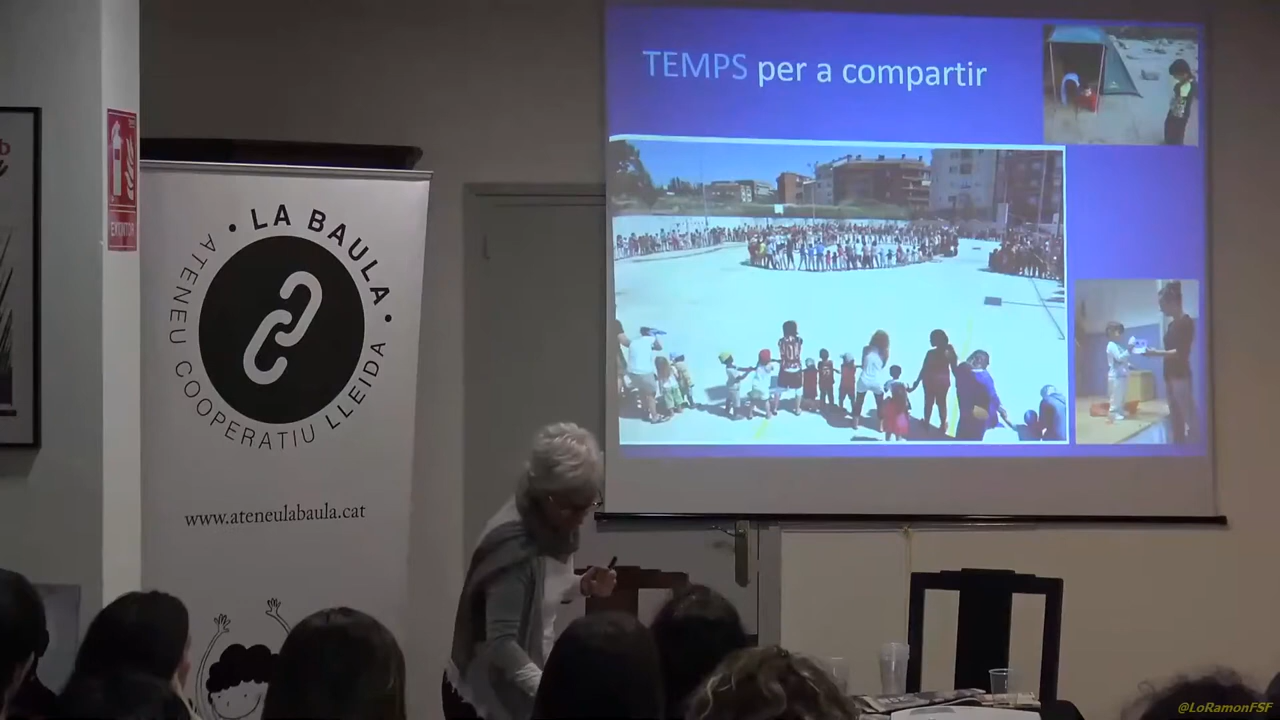 TEMPS per a compartir
EXTINTOR
• LA BAULA •
ATENEU COOPERATIU LLEIDA
www.ateneulabaula.cat
@LoRamonFSF